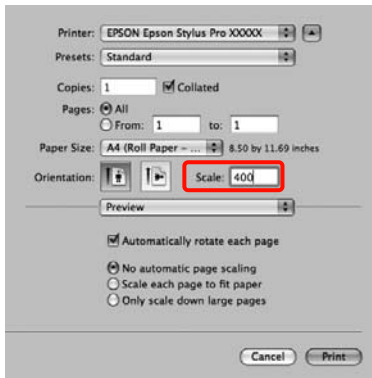 Printer: EPSON Epson Stylus Pro XXXXX
Presets: Standard
Copies: 1 Collated
Pages: All
From: 1 to: 1
Paper Size: A4 (Roll Paper – ... 8.50 by 11.69 inches
Orientation: Scale: 400
Preview
Automatically rotate each page
No automatic page scaling
Scale each page to fit paper
Only scale down large pages
Cancel Print